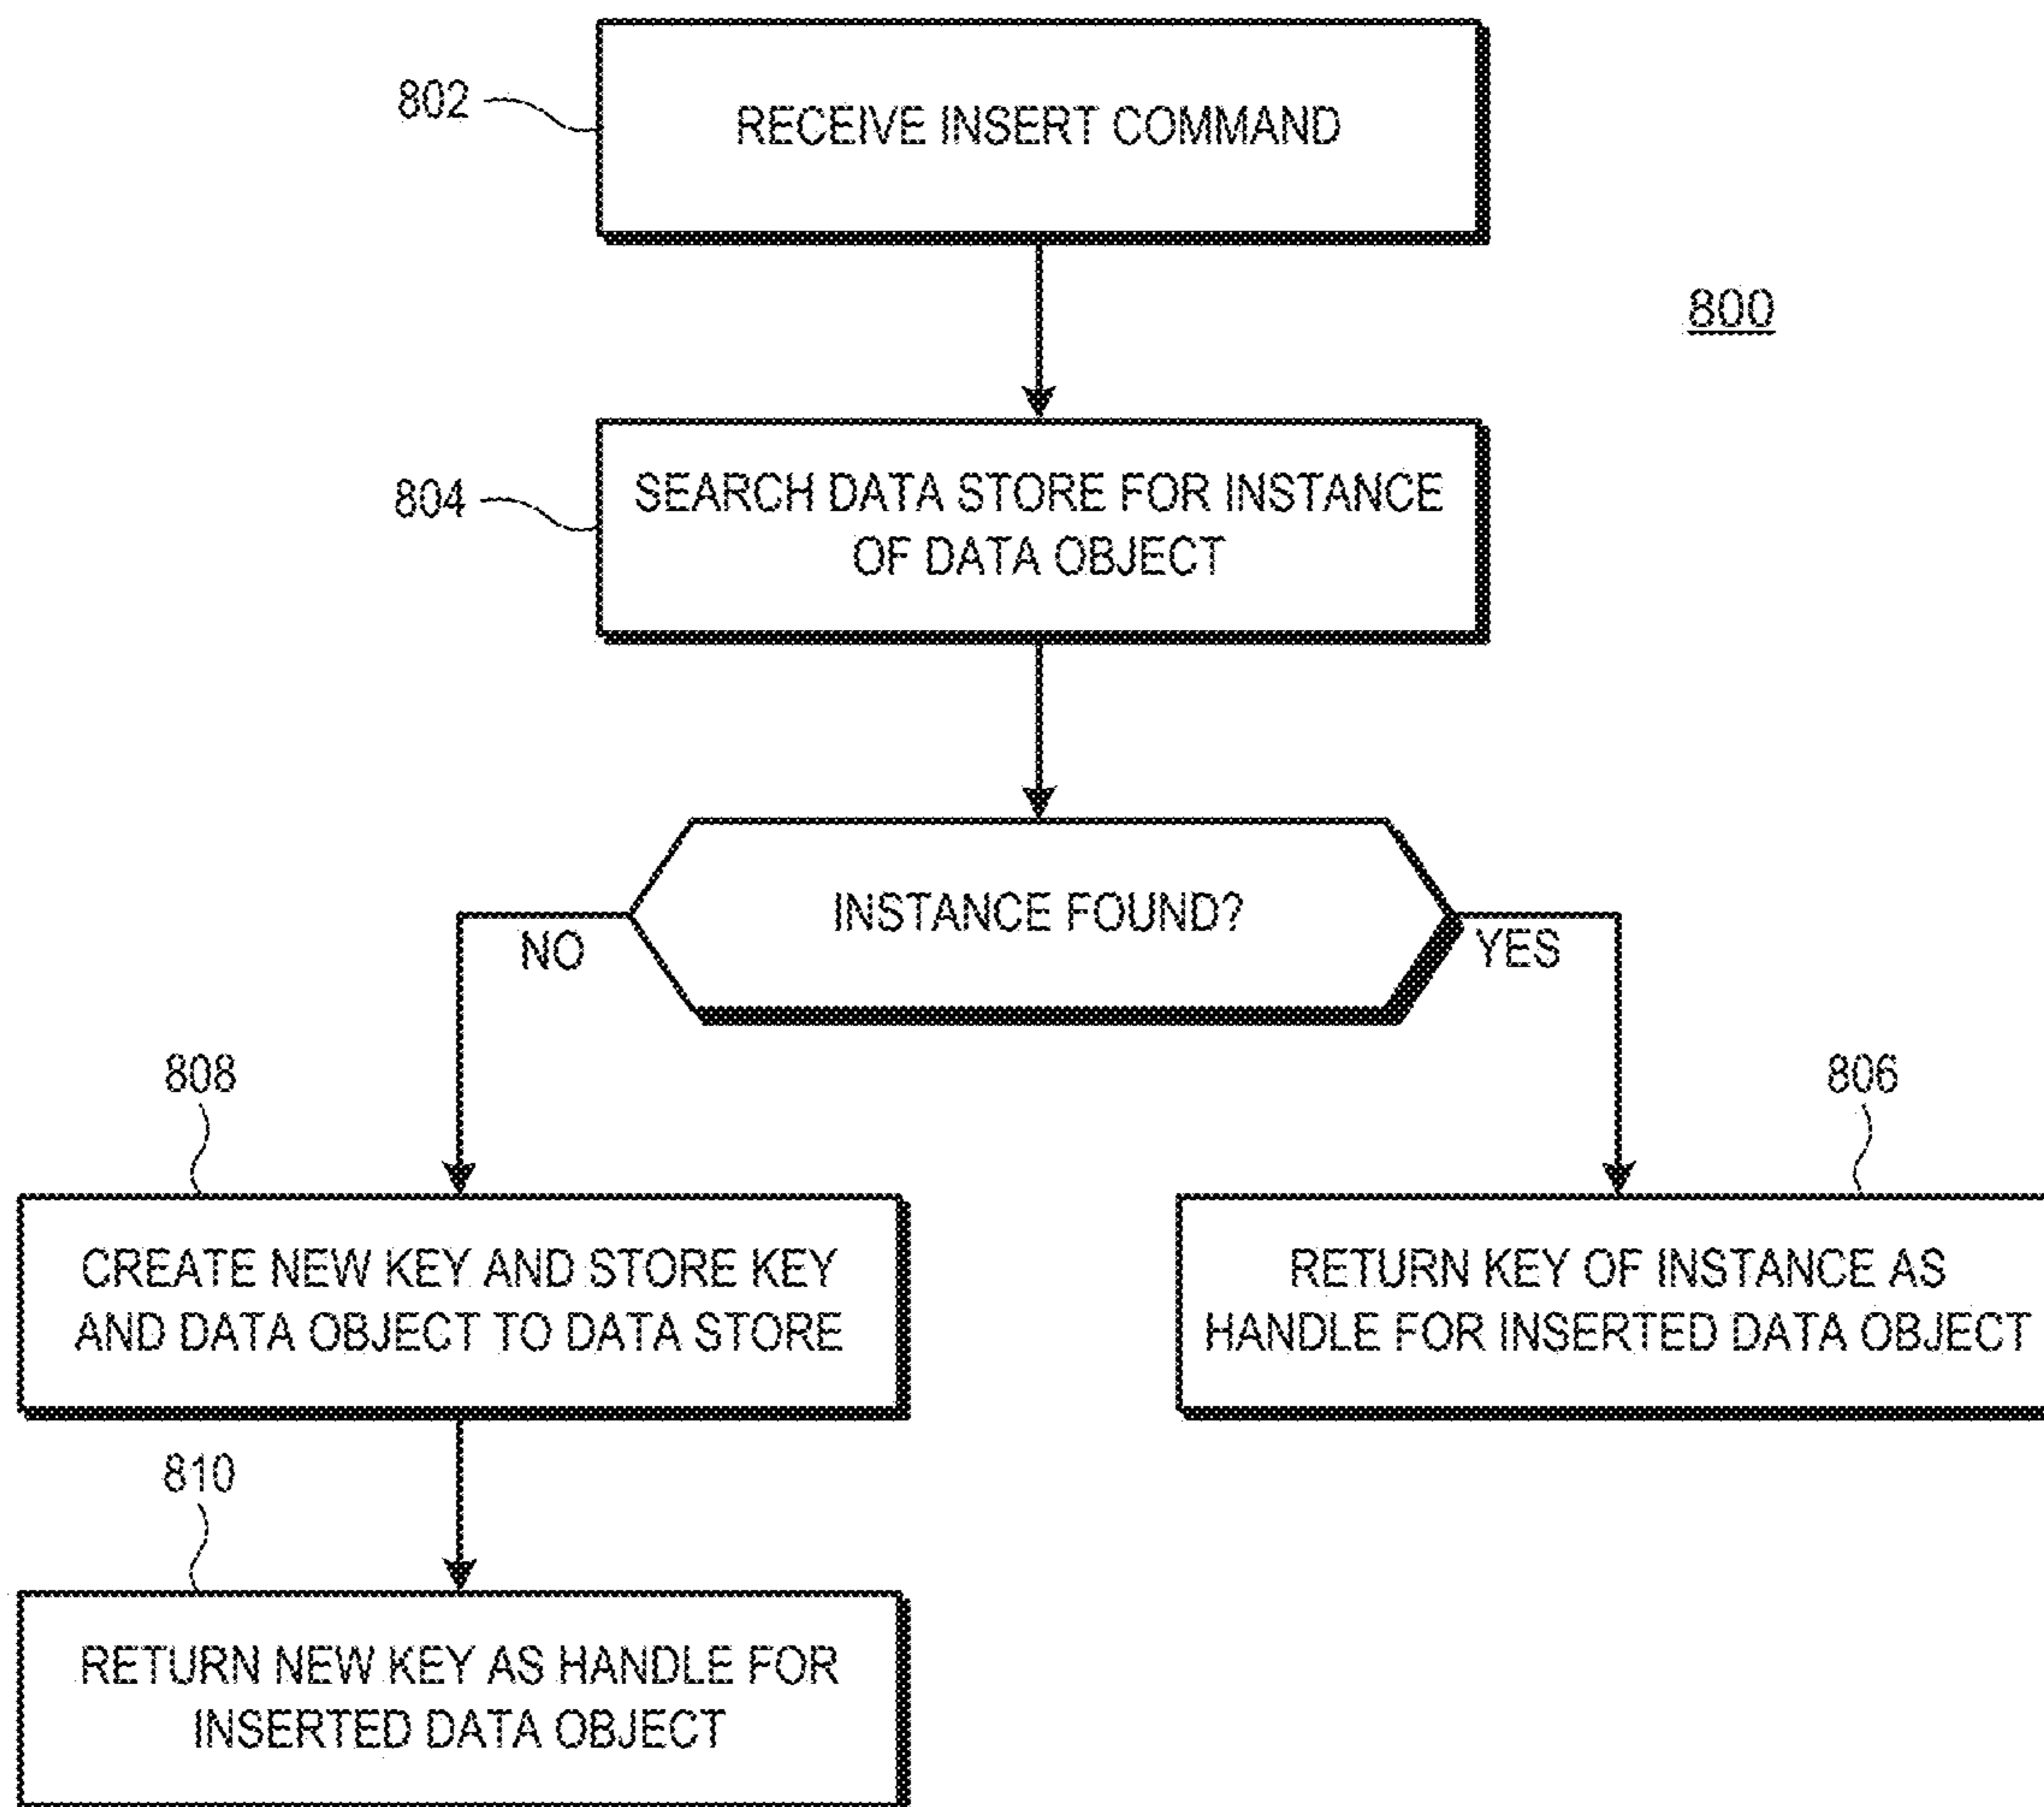 802
RECEIVE INSERT COMMAND
800
804
SEARCH DATA STORE FOR INSTANCE
OF DATA OBJECT
INSTANCE FOUND?
NO
YES
808
806
CREATE NEW KEY AND STORE KEY
AND DATA OBJECT TO DATA STORE
RETURN KEY OF INSTANCE AS
HANDLE FOR INSERTED DATA OBJECT
810
RETURN NEW KEY AS HANDLE FOR
INSERTED DATA OBJECT